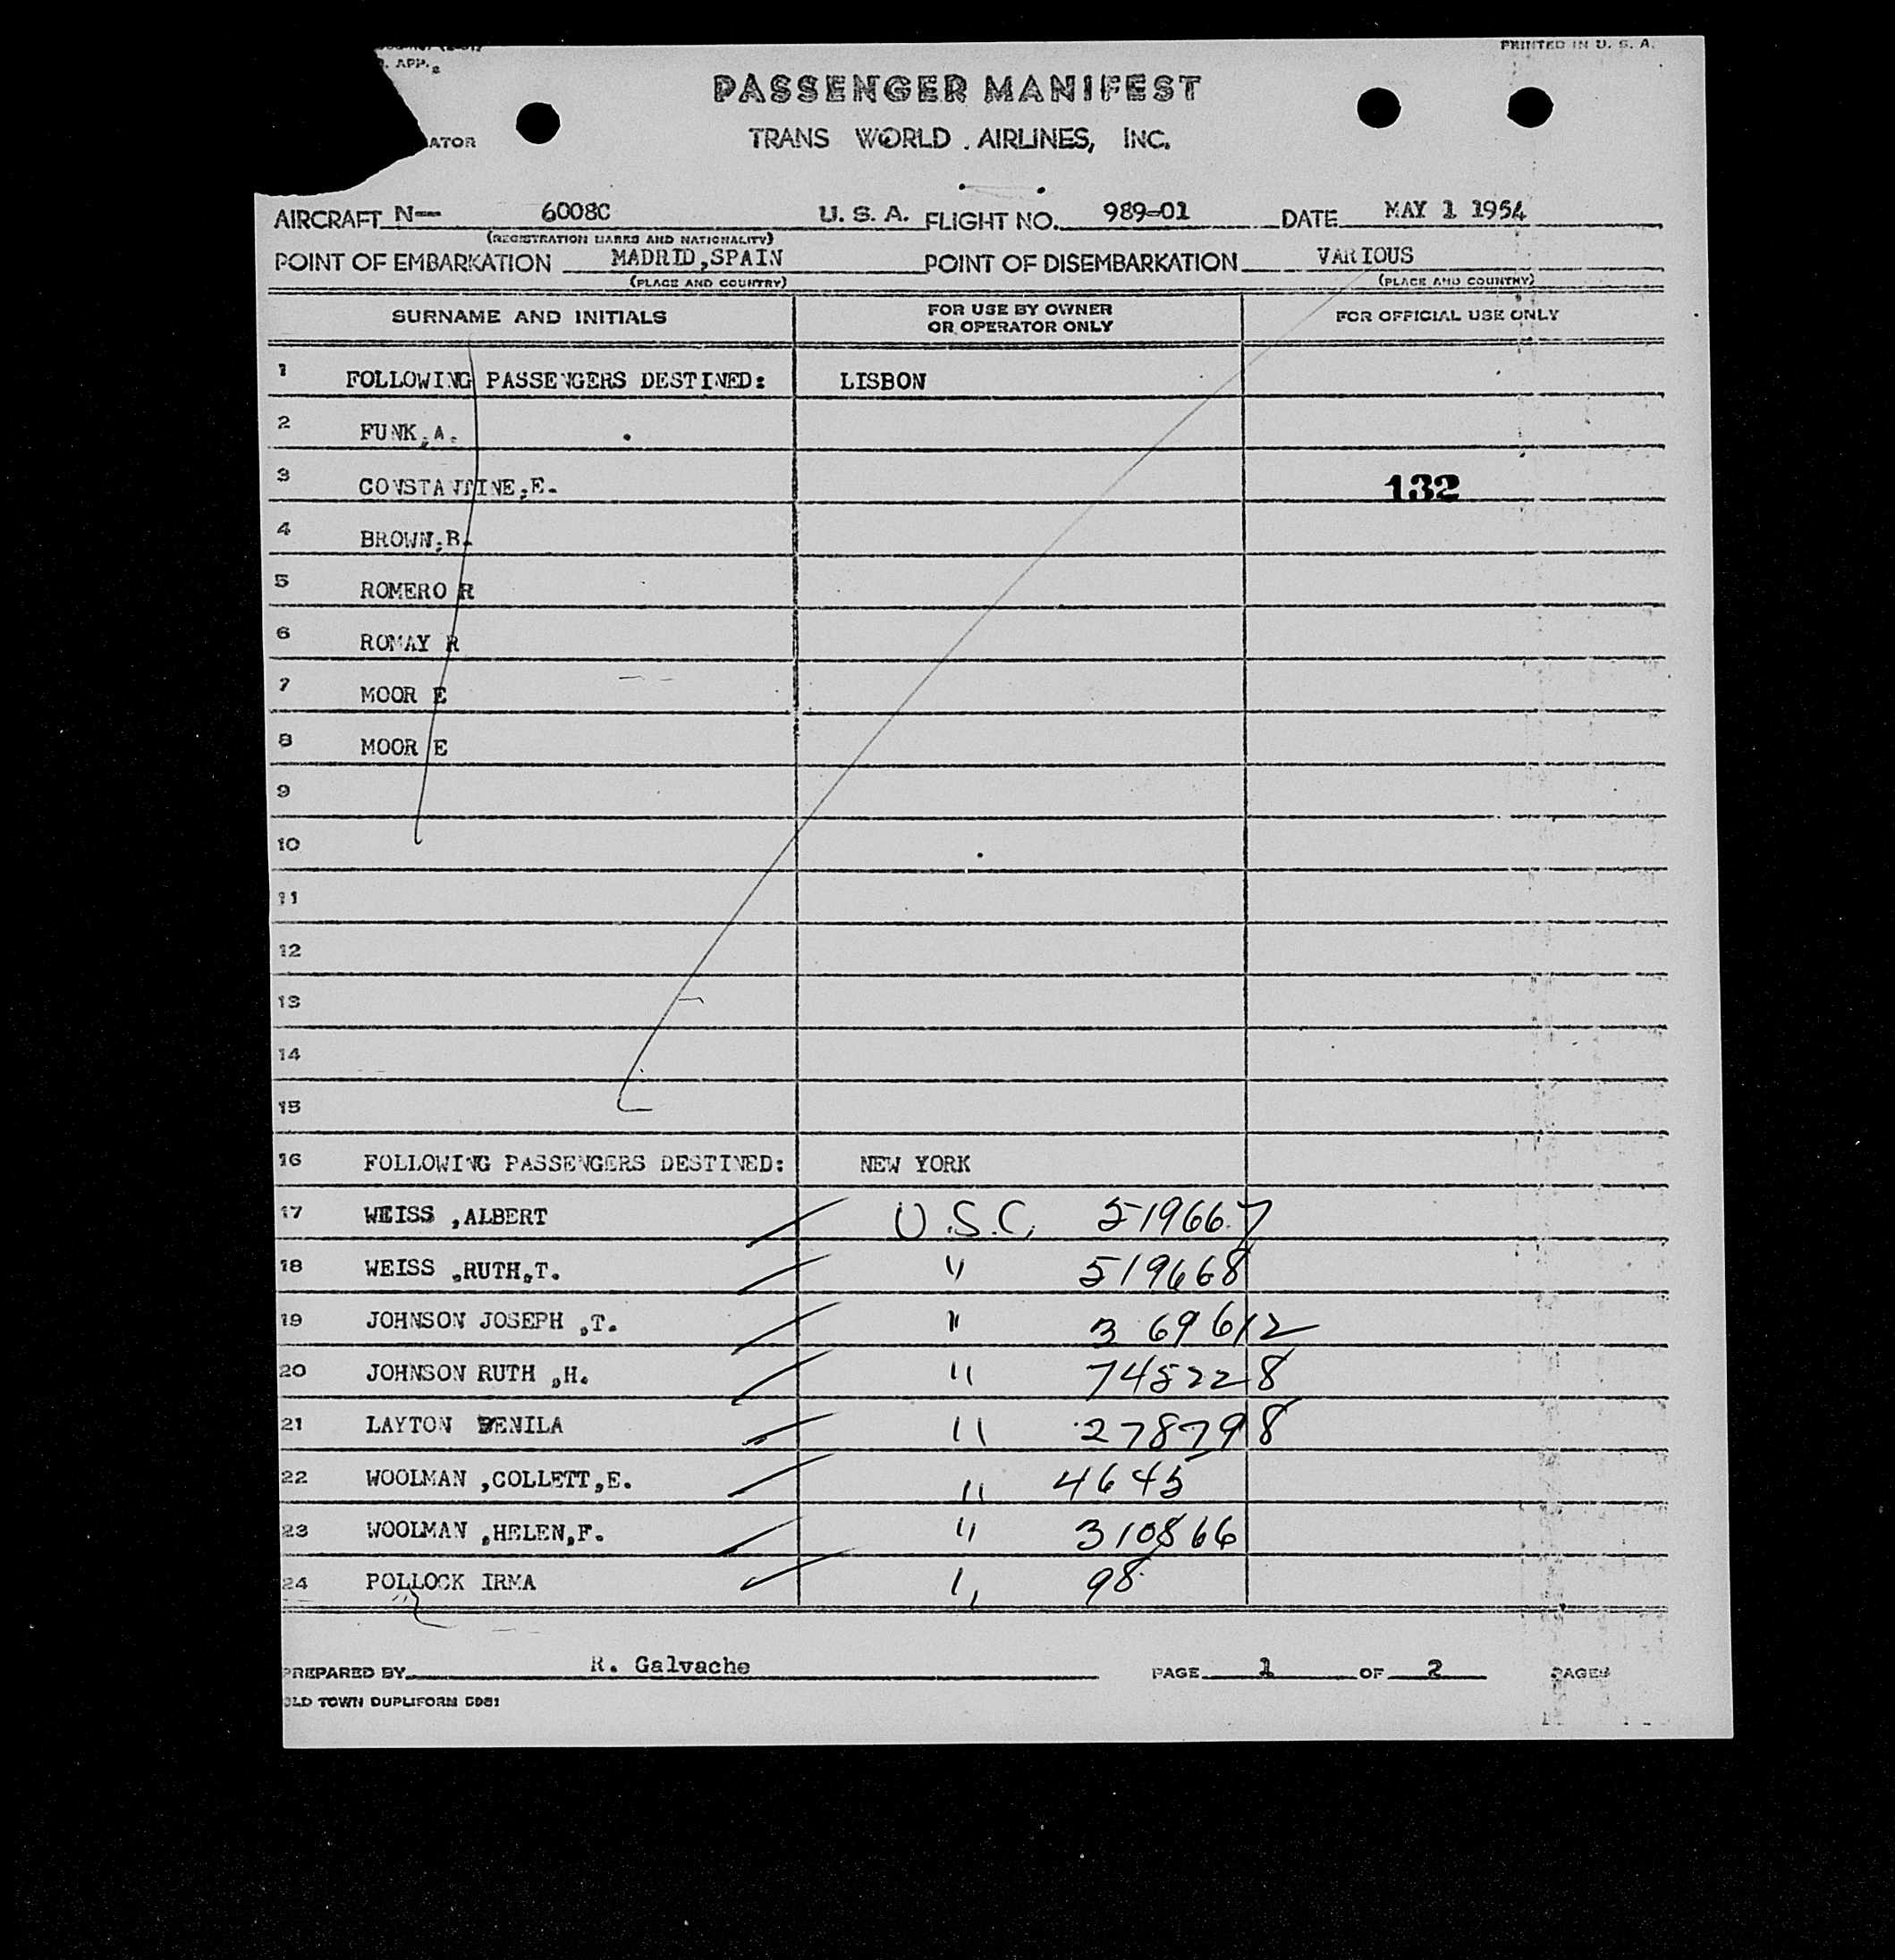 APP.
PRINTED IN U. S. A.
PASSENGER MANIFEST
ATOR
TRANS WORLD AIRLINES, INC.
AIRCRAFT N-- 6008C U. S. A. FLIGHT NO. 989-01 DATE MAY 1 1954
(REGISTRATION MARKS AND NATIONALITY)
POINT OF EMBARKATION MADRID,SPAIN POINT OF DISEMBARKATION VARIOUS
(PLACE AND COUNTRY) (PLACE AND COUNTRY)
SURNAME AND INITIALS FOR USE BY OWNER OR OPERATOR ONLY FOR OFFICIAL USE ONLY
1 FOLLOWING PASSENGERS DESTINED: LISBON
2 FUNK,A.
3 CONSTANTINE,E. 132
4 BROWN,R.
5 ROMERO R
6 ROMAY R
7 MOOR E
8 MOOR E
9
10
11
12
13
14
15
16 FOLLOWING PASSENGERS DESTINED: NEW YORK
17 WEISS ,ALBERT U.S.C. 519667
18 WEISS ,RUTH,T. " 519668
19 JOHNSON JOSEPH ,T. " 369612
20 JOHNSON RUTH ,H. " 745228
21 LAYTON DENILA " 278798
22 WOOLMAN ,COLLETT,E. " 4645
23 WOOLMAN ,HELEN,F. " 310866
24 POLLOCK IRMA " 98
PREPARED BY R. Galvache PAGE 1 OF 2 PAGES
OLD TOWN DUPLIFORM 5981